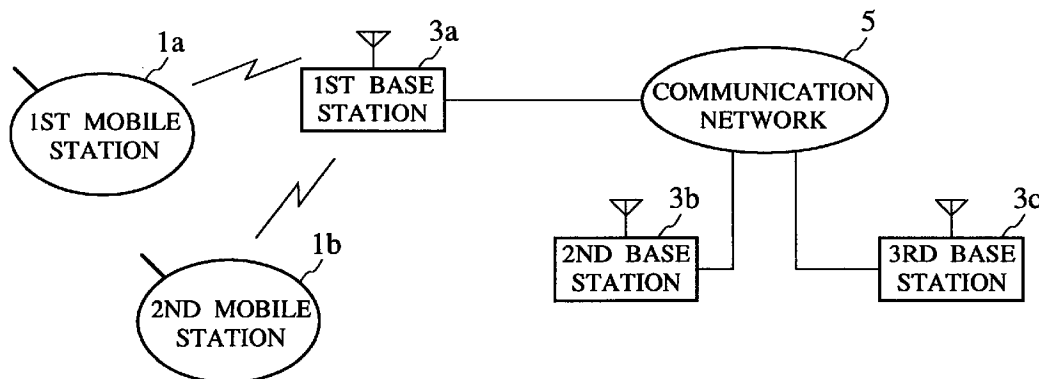 1a
1ST MOBILE
STATION
3a
1ST BASE
STATION
5
COMMUNICATION
NETWORK
1b
2ND MOBILE
STATION
3b
2ND BASE
STATION
3c
3RD BASE
STATION